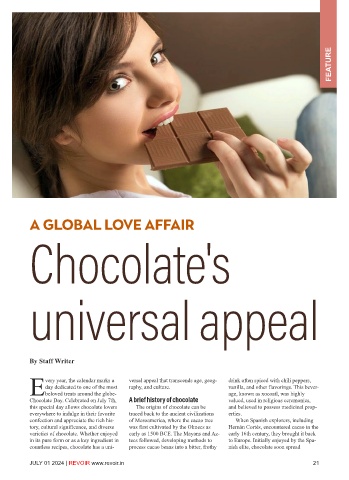 FEATURE
A GLOBAL LOVE AFFAIR
Chocolate's
universal appeal
By Staff Writer
Every year, the calendar marks a
day dedicated to one of the most
beloved treats around the globe-
Chocolate Day. Celebrated on July 7th,
this special day allows chocolate lovers
everywhere to indulge in their favorite
confection and appreciate the rich his-
tory, cultural significance, and diverse
varieties of chocolate. Whether enjoyed
in its pure form or as a key ingredient in
countless recipes, chocolate has a uni-
versal appeal that transcends age, geog-
raphy, and culture.
A brief history of chocolate
The origins of chocolate can be
traced back to the ancient civilizations
of Mesoamerica, where the cacao tree
was first cultivated by the Olmecs as
early as 1500 BCE. The Mayans and Az-
tecs followed, developing methods to
process cacao beans into a bitter, frothy
drink often spiced with chili peppers,
vanilla, and other flavorings. This bever-
age, known as xocoatl, was highly
valued, used in religious ceremonies,
and believed to possess medicinal prop-
erties.
When Spanish explorers, including
Hernán Cortés, encountered cacao in the
early 16th century, they brought it back
to Europe. Initially enjoyed by the Spa-
nish elite, chocolate soon spread
JULY 01 2024 | REVOIR www.revoir.in
21